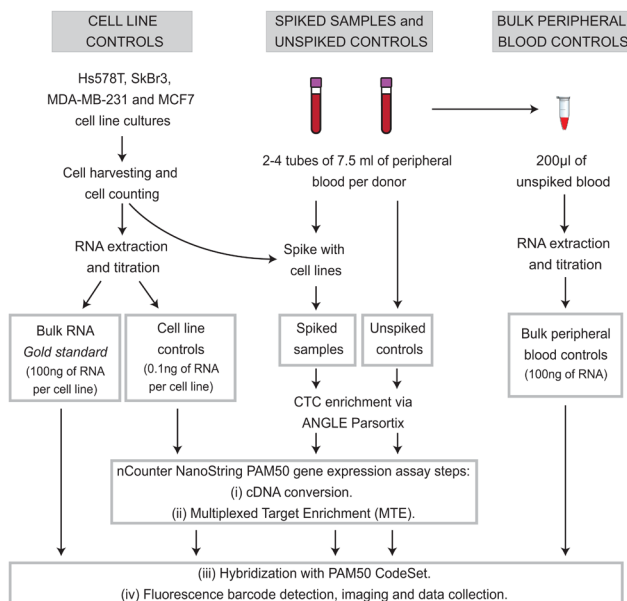 CELL LINE
CONTROLS
SPIKED SAMPLES and
UNSPIKED CONTROLS
BULK PERIPHERAL
BLOOD CONTROLS
Hs578T, SkBr3,
MDA-MB-231 and MCF7
cell line cultures
Cell harvesting and
cell counting
RNA extraction
and titration
2-4 tubes of 7.5 ml of peripheral
blood per donor
Spike with
cell lines
200µl of
unspiked blood
RNA extraction
and titration
Bulk RNA
Gold standard
(100ng of RNA
per cell line)
Cell line
controls
(0.1ng of RNA
per cell line)
Spiked
samples
Unspiked
controls
Bulk peripheral
blood controls
(100ng of RNA)
CTC enrichment via
ANGLE Parsortix
nCounter NanoString PAM50 gene expression assay steps:
(i) cDNA conversion.
(ii) Multiplexed Target Enrichment (MTE).
(iii) Hybridization with PAM50 CodeSet.
(iv) Fluorescence barcode detection, imaging and data collection.